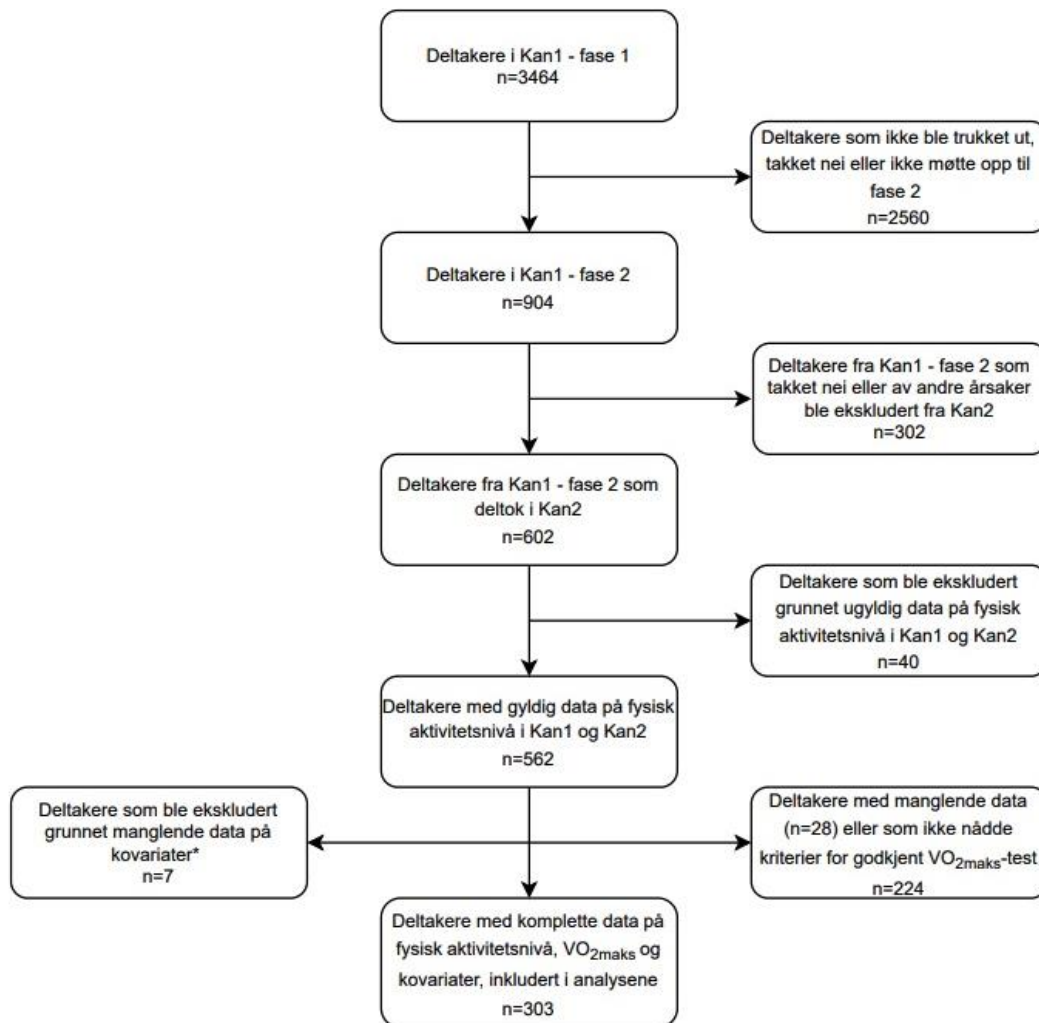 Deltakere i Kan1 - fase 1
n=3464
Deltakere som ikke ble trukket ut,
takket nei eller ikke møtte opp til
fase 2
n=2560
Deltakere i Kan1 - fase 2
n=904
Deltakere fra Kan1 - fase 2 som
takket nei eller av andre årsaker
ble ekskludert fra Kan2
n=302
Deltakere fra Kan1 - fase 2 som
deltok i Kan2
n=602
Deltakere som ble ekskludert
grunnet ugyldig data på fysisk
aktivitetsnivå i Kan1 og Kan2
n=40
Deltakere med gyldig data på fysisk
aktivitetsnivå i Kan1 og Kan2
n=562
Deltakere som ble ekskludert
grunnet manglende data på
kovariater*
n=7
Deltakere med manglende data
(n=28) eller som ikke nådde
kriterier for godkjent VO2maks-test
n=224
Deltakere med komplette data på
fysisk aktivitetsnivå, VO2maks og
kovariater, inkludert i analysene
n=303